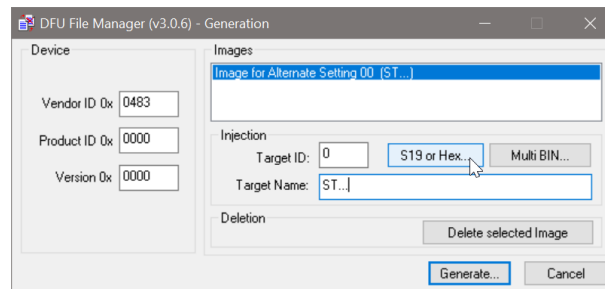 DFU File Manager (v3.0.6) - Generation
Device
Vendor ID 0x 0483
Product ID 0x 0000
Version 0x 0000
Images
Image for Alternate Setting 00 (ST...)
Injection
Target ID: 0
S19 or Hex...
Multi BIN...
Target Name: ST...
Deletion
Delete selected Image
Generate...
Cancel